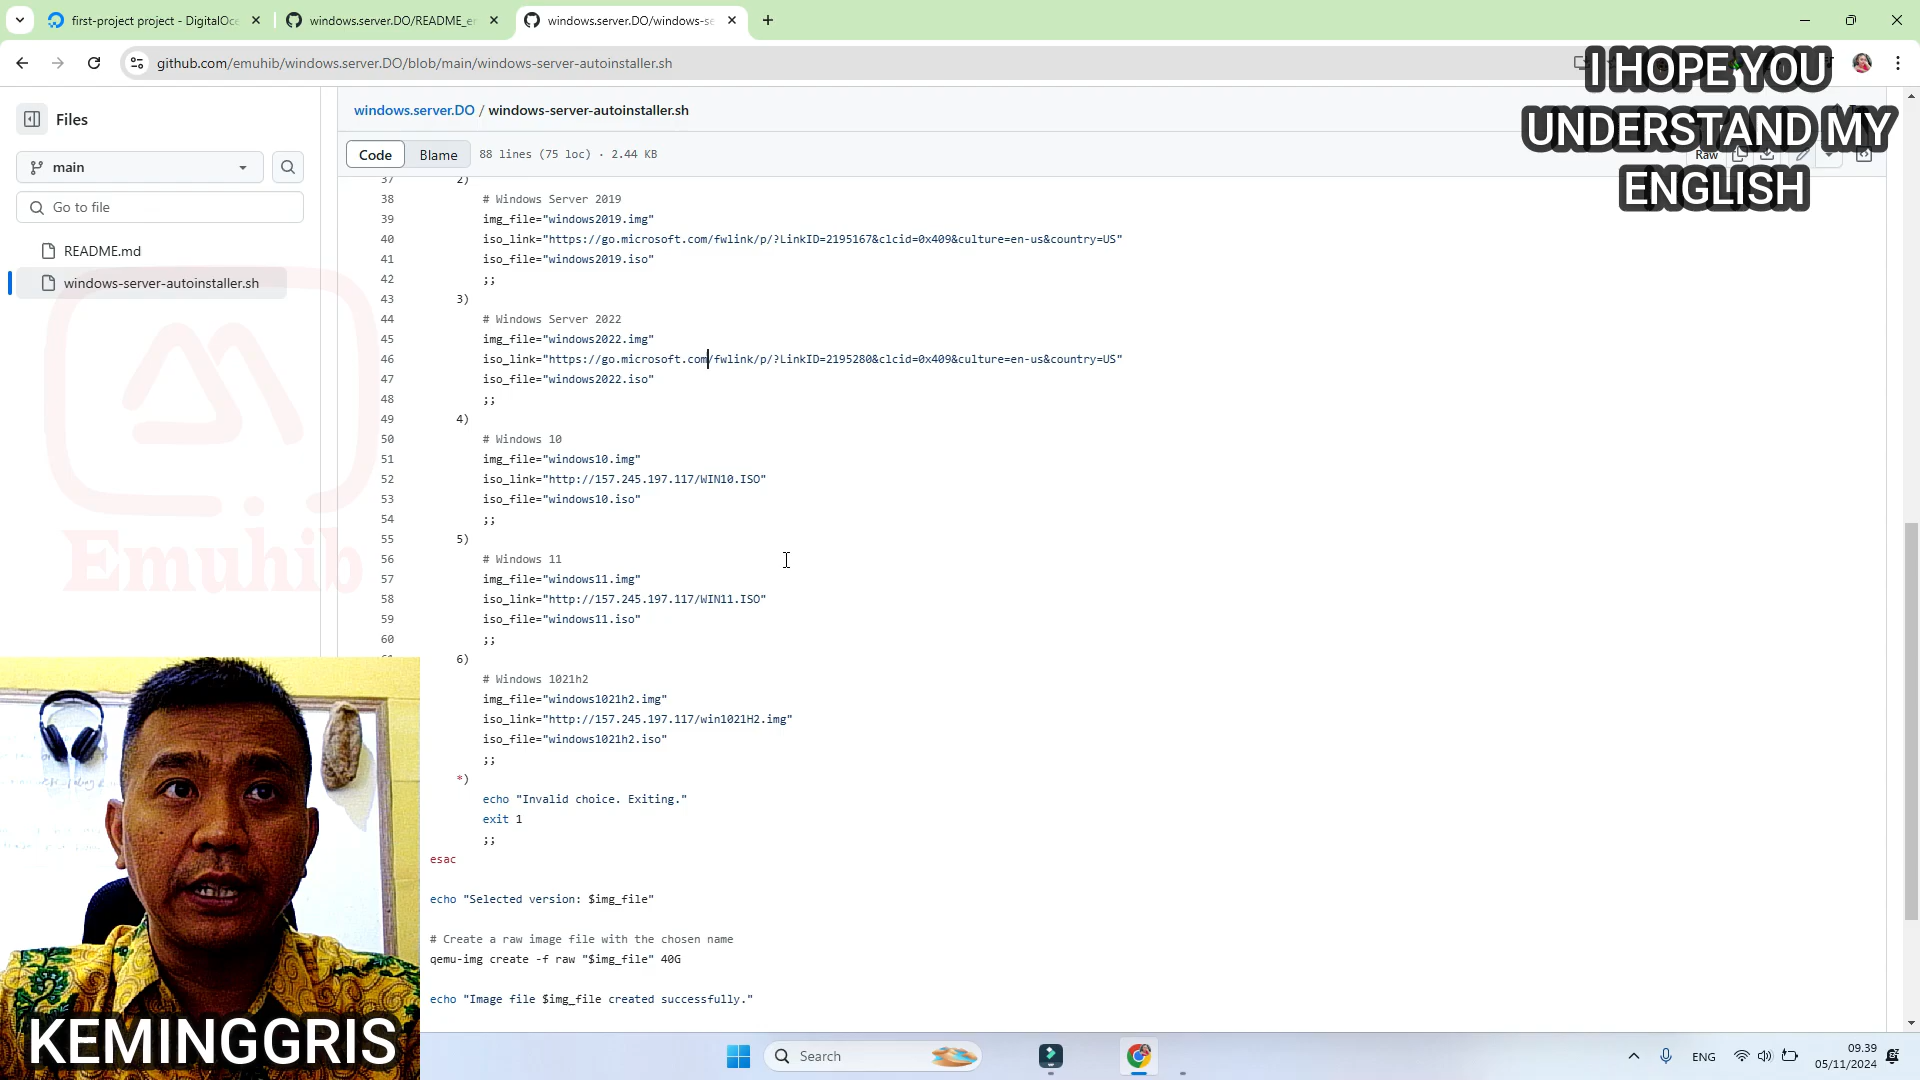 first-project project - DigitalOce
windows.server.DO/README_e
windows.server.DO/windows-se
github.com/emuhib/windows.server.DO/blob/main/windows-server-autoinstaller.sh
I HOPE YOU
UNDERSTAND MY
ENGLISH
Files
windows.server.DO / windows-server-autoinstaller.sh
main
Code
Blame
88 lines (75 loc) · 2.44 KB
Raw
Go to file
README.md
windows-server-autoinstaller.sh
37 2)
38 # Windows Server 2019
39 img_file="windows2019.img"
40 iso_link="https://go.microsoft.com/fwlink/p/?LinkID=2195167&clcid=0x409&culture=en-us&country=US"
41 iso_file="windows2019.iso"
42 ;;
43 3)
44 # Windows Server 2022
45 img_file="windows2022.img"
46 iso_link="https://go.microsoft.com/fwlink/p/?LinkID=2195280&clcid=0x409&culture=en-us&country=US"
47 iso_file="windows2022.iso"
48 ;;
49 4)
50 # Windows 10
51 img_file="windows10.img"
52 iso_link="http://157.245.197.117/WIN10.ISO"
53 iso_file="windows10.iso"
54 ;;
55 5)
56 # Windows 11
57 img_file="windows11.img"
58 iso_link="http://157.245.197.117/WIN11.ISO"
59 iso_file="windows11.iso"
60 ;;
6)
# Windows 1021h2
img_file="windows1021h2.img"
iso_link="http://157.245.197.117/win1021H2.img"
iso_file="windows1021h2.iso"
;;
*)
echo "Invalid choice. Exiting."
exit 1
;;
esac
echo "Selected version: $img_file"
# Create a raw image file with the chosen name
qemu-img create -f raw "$img_file" 40G
echo "Image file $img_file created successfully."
Emuhib
KEMINGGRIS
Search
ENG
09.39
05/11/2024